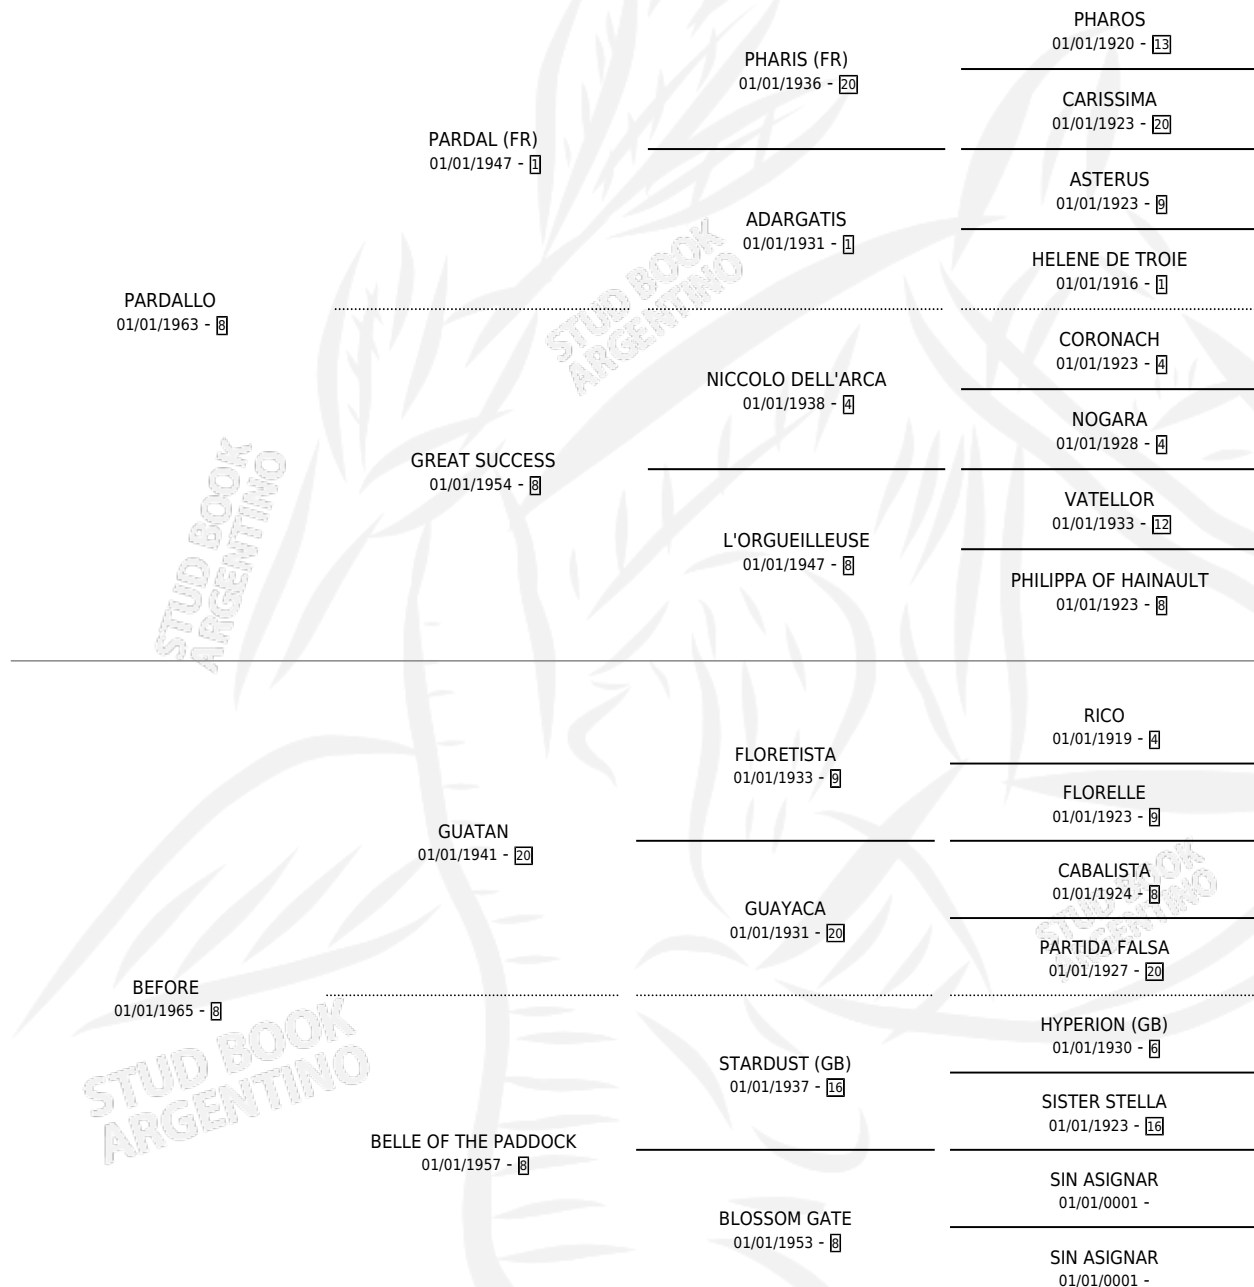 PHAROS
01/01/1920 - 13
PHARIS (FR)
01/01/1936 - 20
CARISSIMA
01/01/1923 - 20
PARDAL (FR)
01/01/1947 - 1
ASTERUS
01/01/1923 - 9
ADARGATIS
01/01/1931 - 1
HELENE DE TROIE
01/01/1916 - 1
PARDALLO
01/01/1963 - 8
CORONACH
01/01/1923 - 4
NICCOLO DELL'ARCA
01/01/1938 - 4
NOGARA
01/01/1928 - 4
GREAT SUCCESS
01/01/1954 - 8
VATELLOR
01/01/1933 - 12
L'ORGUEILLEUSE
01/01/1947 - 8
PHILIPPA OF HAINAULT
01/01/1923 - 8
RICO
01/01/1919 - 4
FLORETISTA
01/01/1933 - 9
FLORELLE
01/01/1923 - 9
GUATAN
01/01/1941 - 20
CABALISTA
01/01/1924 - 8
GUAYACA
01/01/1931 - 20
PARTIDA FALSA
01/01/1927 - 20
BEFORE
01/01/1965 - 8
HYPERION (GB)
01/01/1930 - 6
STARDUST (GB)
01/01/1937 - 16
SISTER STELLA
01/01/1923 - 16
BELLE OF THE PADDOCK
01/01/1957 - 8
SIN ASIGNAR
01/01/0001 -
BLOSSOM GATE
01/01/1953 - 8
SIN ASIGNAR
01/01/0001 -
STUD BOOK
ARGENTINO
STUD BOOK
ARGENTINO
STUD BOOK
ARGENTINO
STUD BOOK
ARGENTINO